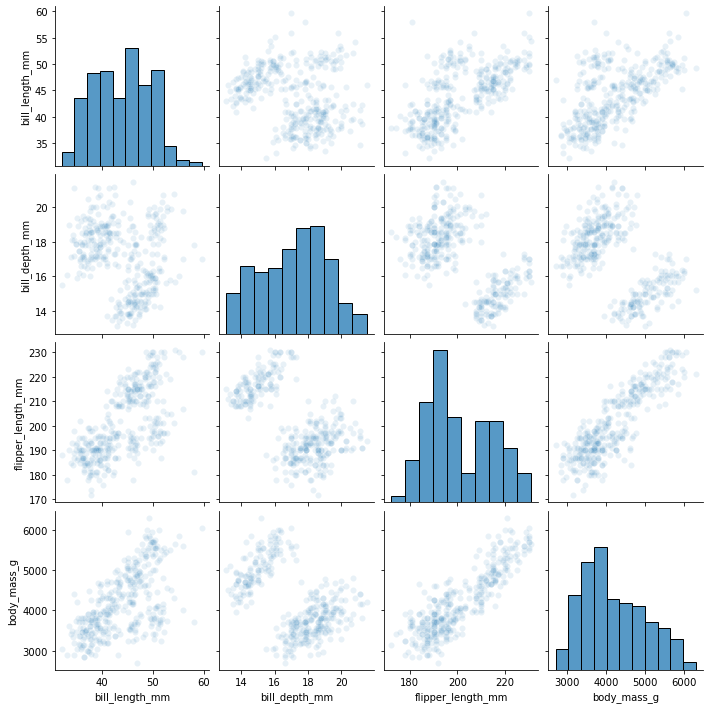 60
55
50
45
40
35
bill_length_mm
20
18
16
14
bill_depth_mm
230
220
210
200
190
180
170
flipper_length_mm
6000
5000
4000
3000
body_mass_g
40 60
bill_length_mm
14 16 18 20
bill_depth_mm
180 200 220
flipper_length_mm
3000 4000 5000 6000
body_mass_g